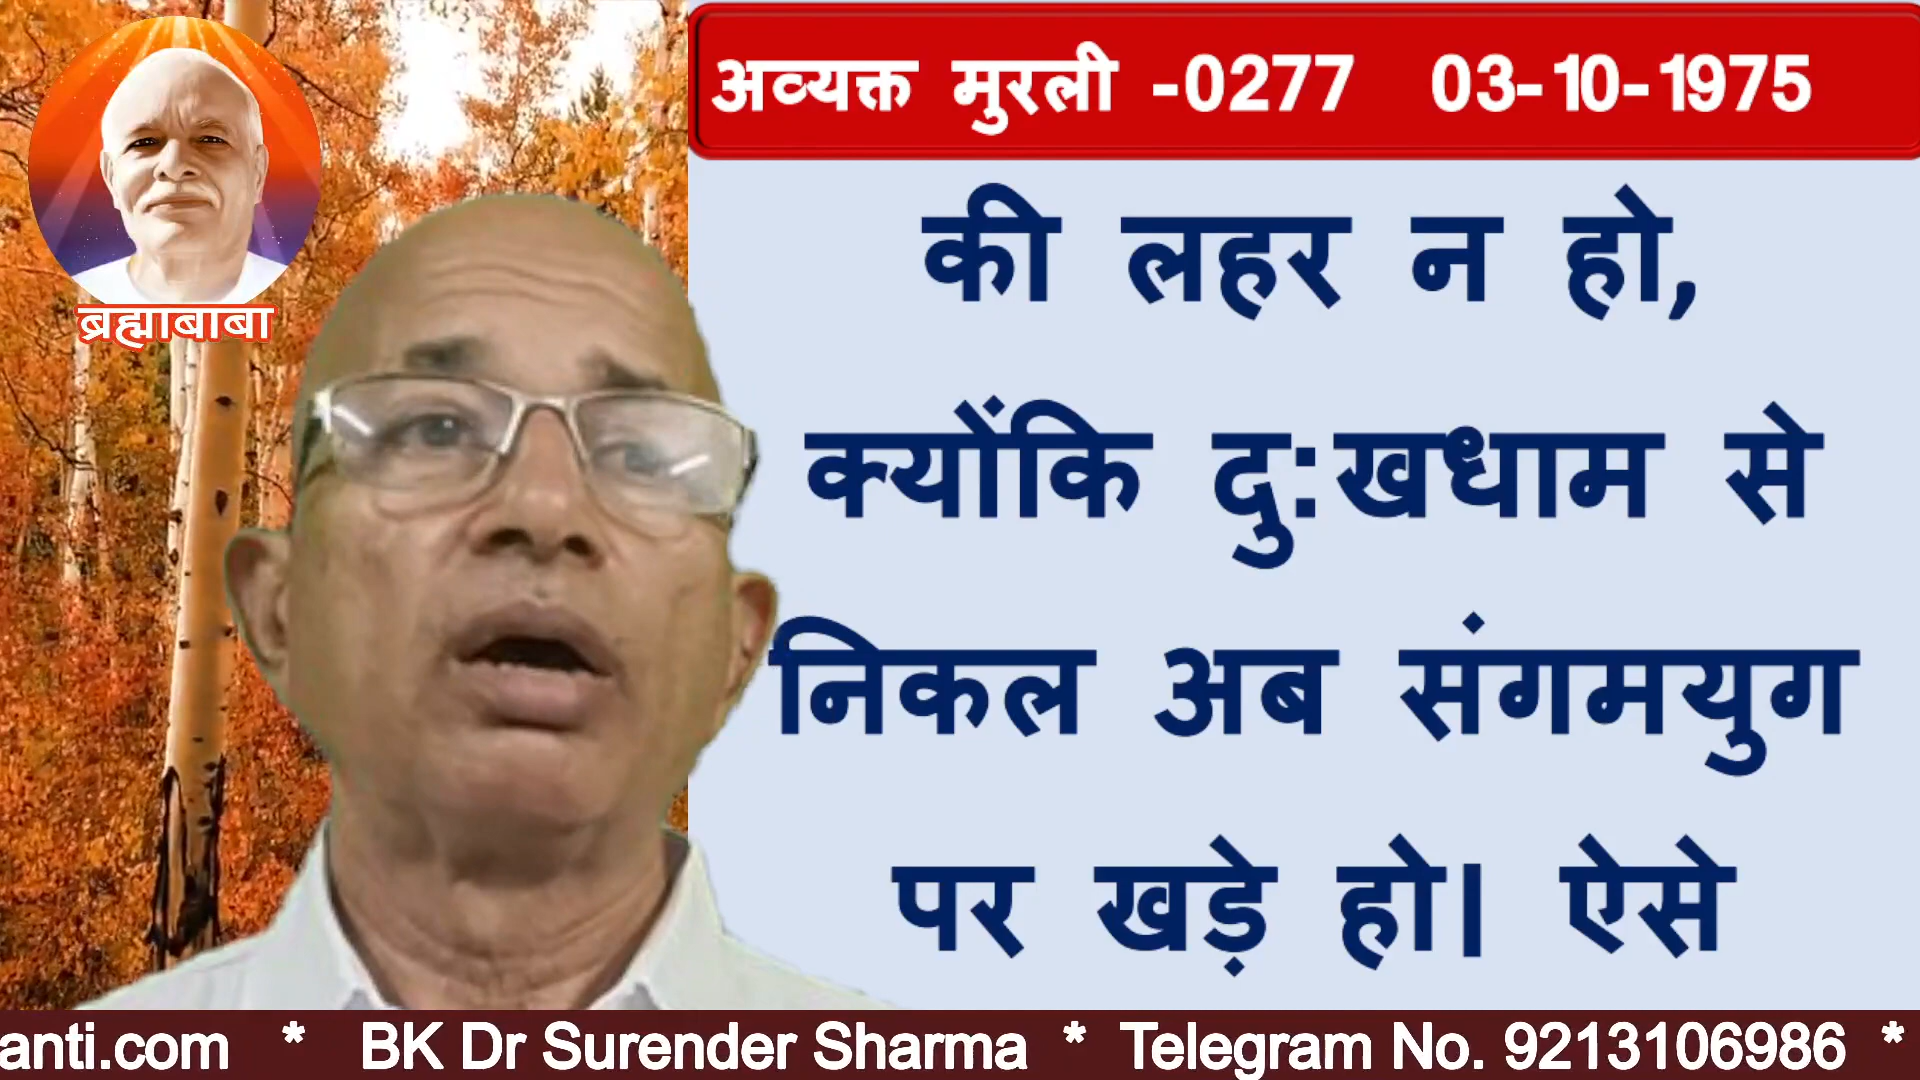 अव्यक्त मुरली -0277 03-10-1975
ब्रह्माबाबा
की लहर न हो,
क्योंकि दु:खधाम से
निकल अब संगमयुग
पर खड़े हो। ऐसे
anti.com * BK Dr Surender Sharma * Telegram No. 9213106986 *